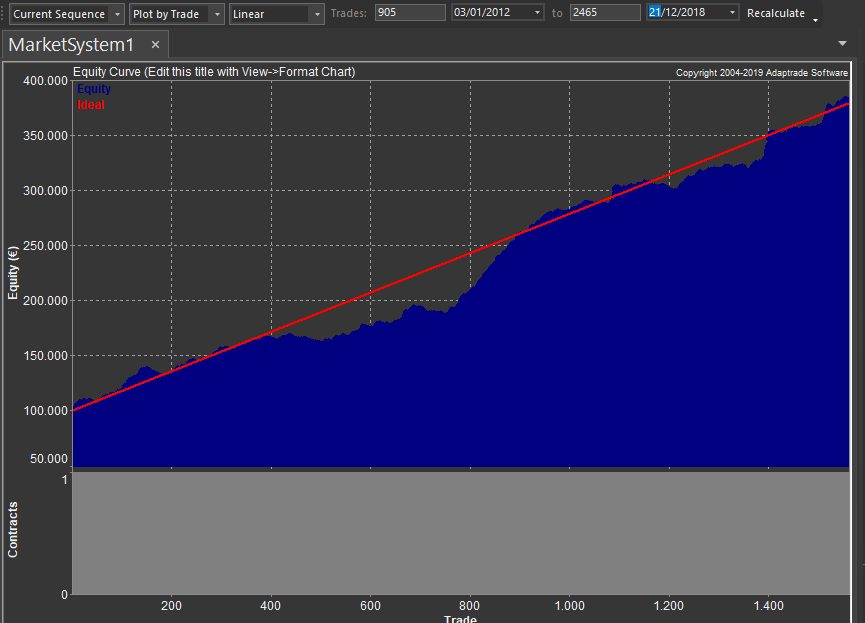 Current Sequence Plot by Trade Linear Trades: 905 03/01/2012 to 2465 21/12/2018 Recalculate
MarketSystem1 ×
Equity Curve (Edit this title with View->Format Chart) Copyright 2004-2019 Adaptrade Software
Equity
Ideal
400.000
350.000
300.000
250.000
200.000
150.000
100.000
50.000
Equity (€)
1
0
Contracts
200 400 600 800 1.000 1.200 1.400
Trade